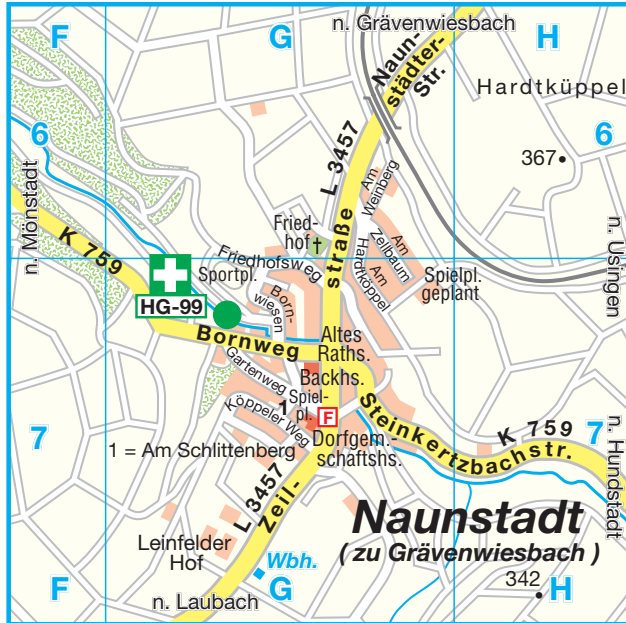 F
G
H
n. Grävenwiesbach
Naun-
städter-
Str.
Hardtküppel
6
6
367
L 3457
Am
Weinberg
n. Mönstadt
K 759
Fried-
hof
Friedhofsweg
straße
Am
Zeilbaum
Am
Hardtköppel
n. Usingen
Sportpl.
Spielpl.
geplant
HG-99
Born-
wiesen
Bornweg
Altes
Raths.
Backhs.
Gartenweg
Spiel-
pl.
1
F
Köppeler Weg
Steinkertzbachstr.
K 759
7
7
1 = Am Schlittenberg
Dorfgem.-
schaftshs.
n. Hundstadt
L 3457
Zeil-
Naunstadt
( zu Grävenwiesbach )
Leinfelder
Hof
Wbh.
342
F
G
H
n. Laubach